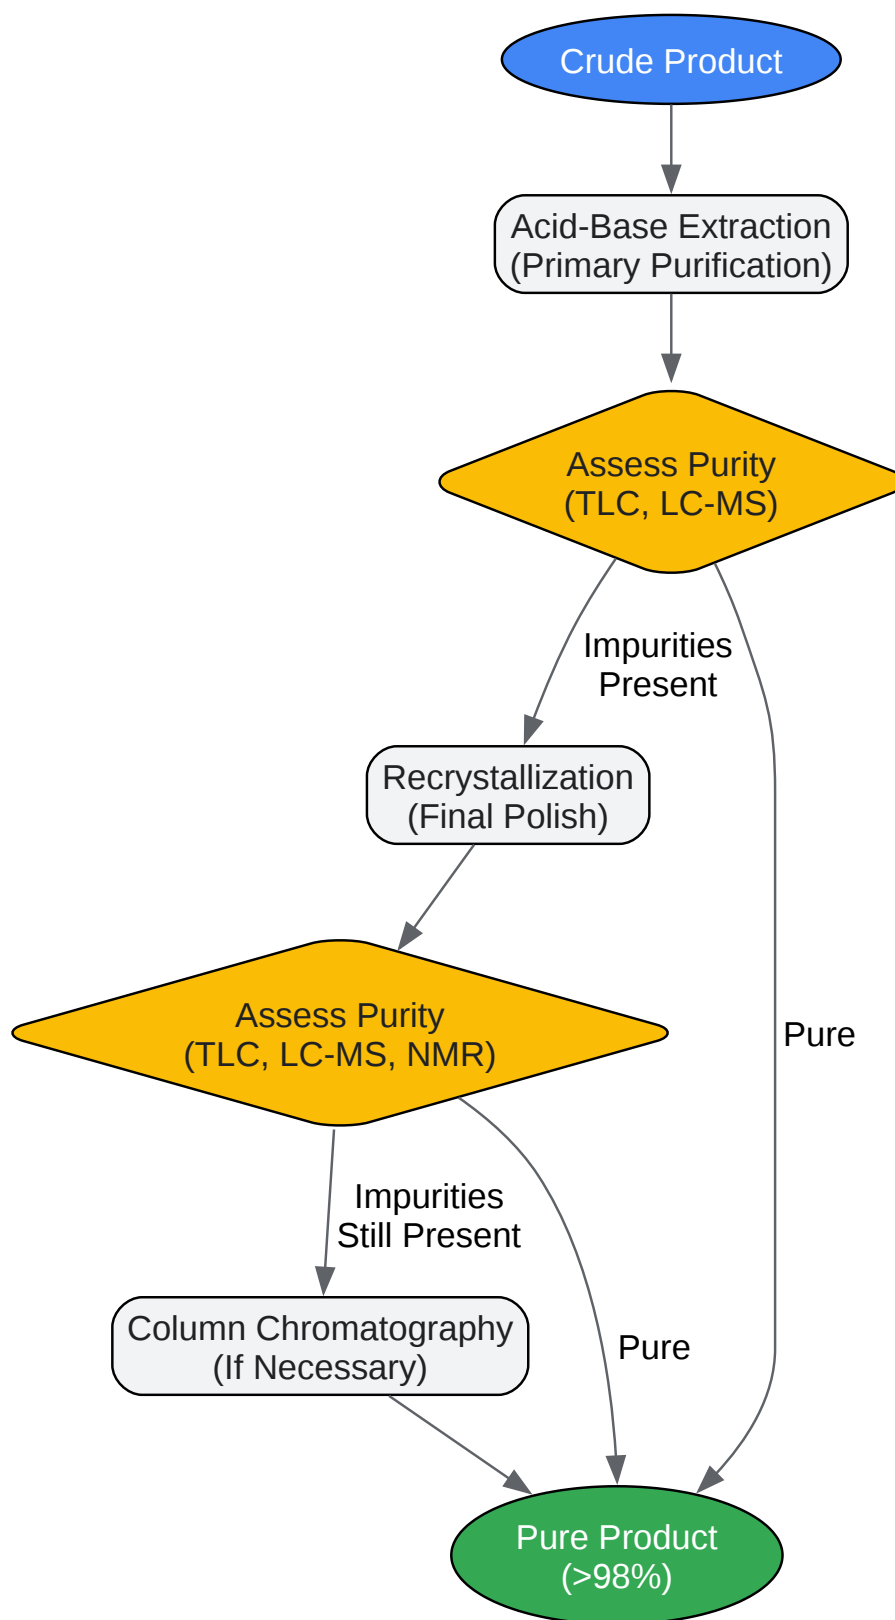 Crude Product
Acid-Base Extraction
(Primary Purification)
Assess Purity
(TLC, LC-MS)
Impurities
Present
Recrystallization
(Final Polish)
Assess Purity
(TLC, LC-MS, NMR)
Pure
Impurities
Still Present
Column Chromatography
(If Necessary)
Pure
Pure Product
(>98%)